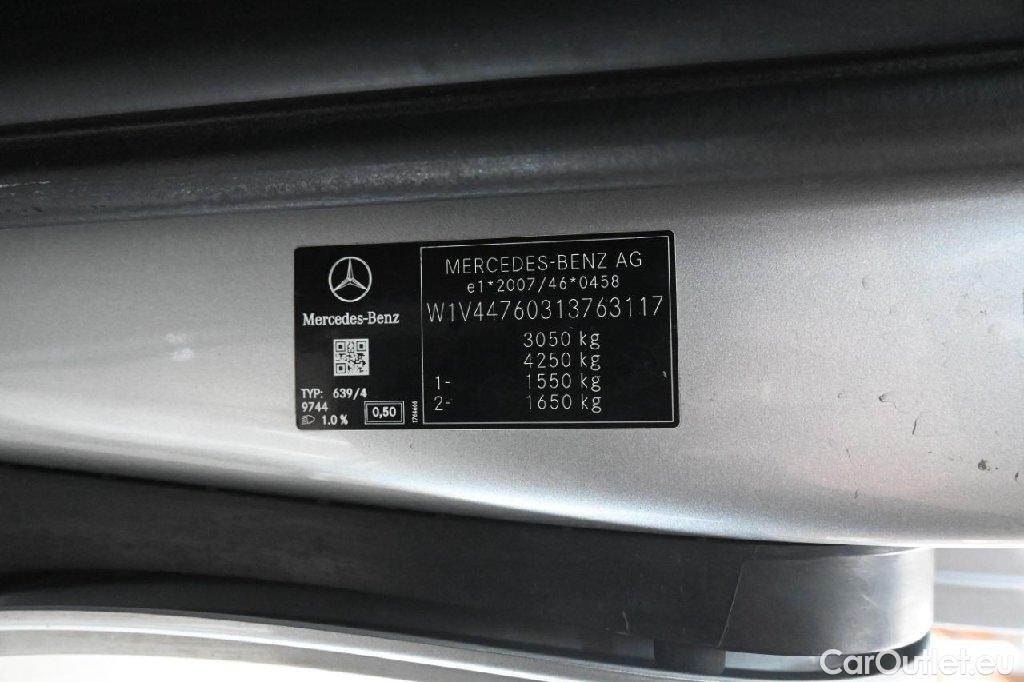 Mercedes-Benz
TYP: 639/4
9744
1.0 %
0,50
MERCEDES-BENZ AG
e1*2007/46*0458
W1V44760313763117
3050 kg
4250 kg
1- 1550 kg
2- 1650 kg
CarOutlet.eu